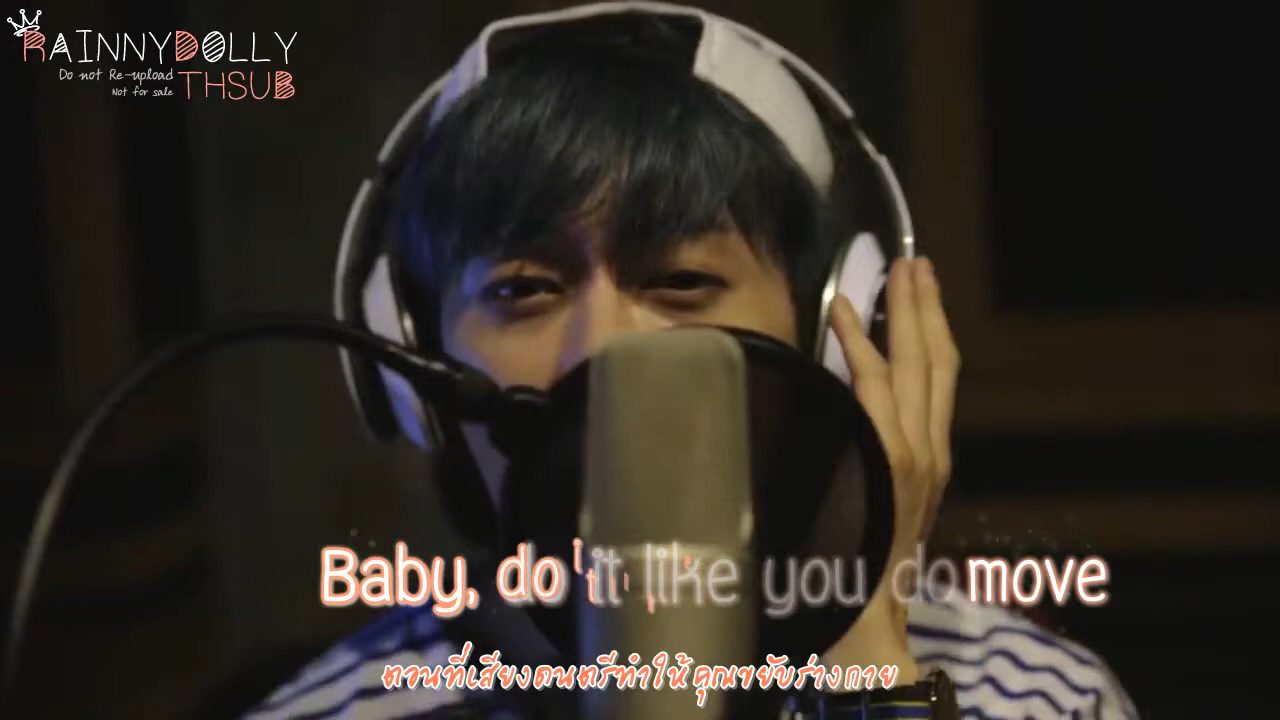 RAINNYDOLLY
Do not Re-upload
Not for sale
THSUB
Baby, do it like you do move
ตอนที่เสียงดนตรีทำให้คุณขยับร่างกาย